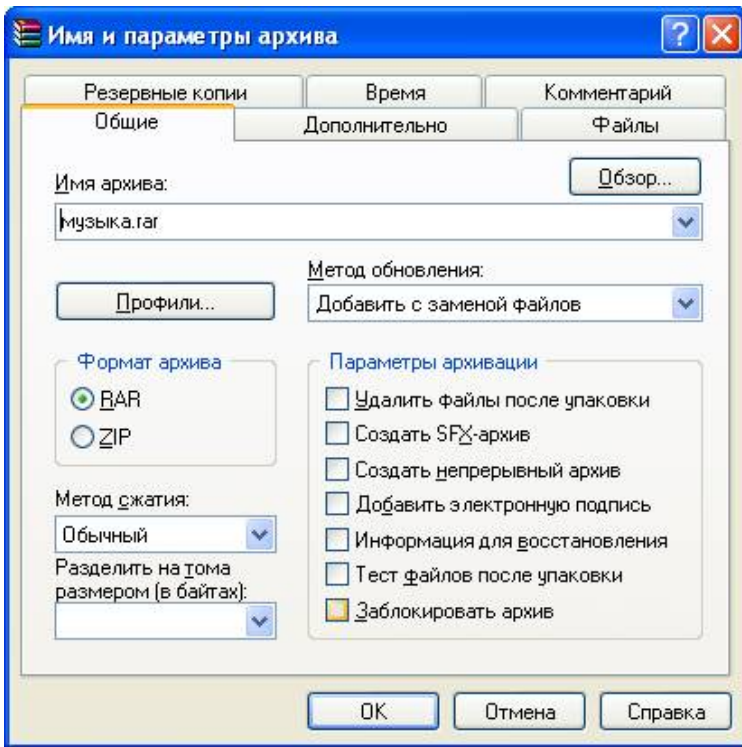 Имя и параметры архива
Резервные копии
Время
Комментарий
Общие
Дополнительно
Файлы
Имя архива:
Обзор...
музыка.rar
Метод обновления:
Профили...
Добавить с заменой файлов
Формат архива
RAR
ZIP
Метод сжатия:
Обычный
Разделить на тома
размером (в байтах):
Параметры архивации
Удалить файлы после упаковки
Создать SFX-архив
Создать непрерывный архив
Добавить электронную подпись
Информация для восстановления
Тест файлов после упаковки
Заблокировать архив
OK
Отмена
Справка